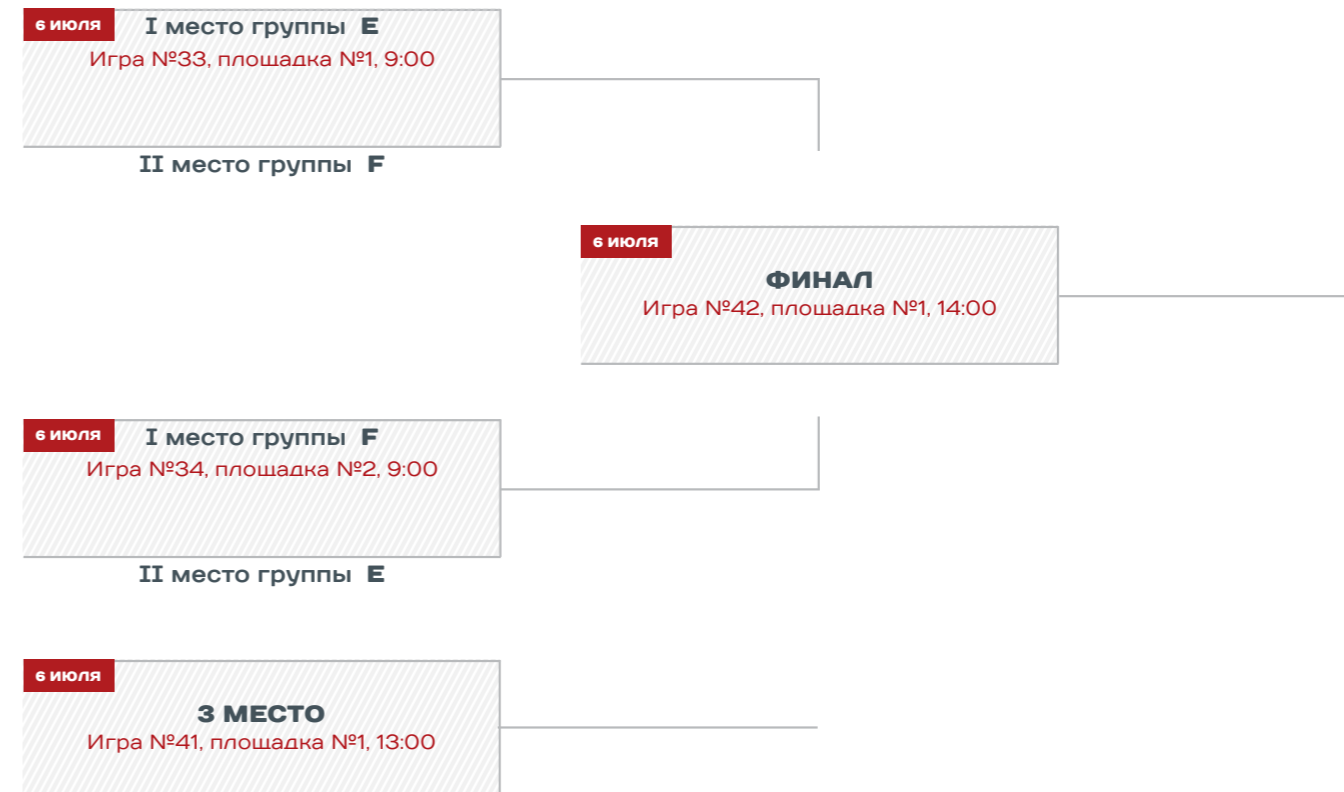 6 ИЮЛЯ
I место группы E
Игра №33, площадка №1, 9:00
II место группы F
6 ИЮЛЯ
ФИНАЛ
Игра №42, площадка №1, 14:00
6 ИЮЛЯ
I место группы F
Игра №34, площадка №2, 9:00
II место группы E
6 ИЮЛЯ
3 МЕСТО
Игра №41, площадка №1, 13:00